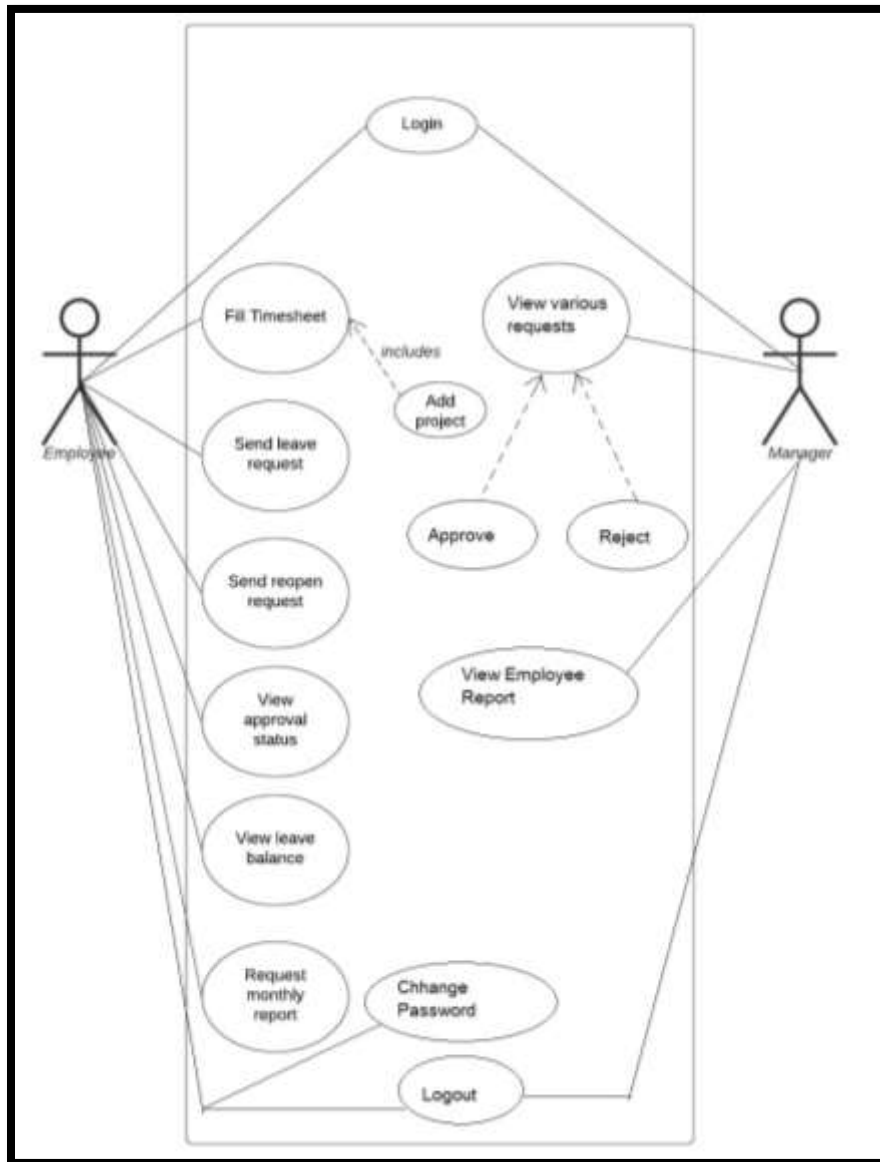 Login
Fill Timesheet
View various
requests
includes
Add
project
Employee
Manager
Send leave
request
Approve
Reject
Send reopen
request
View Employee
Report
View
approval
status
View leave
balance
Request
monthly
report
Chhange
Password
Logout